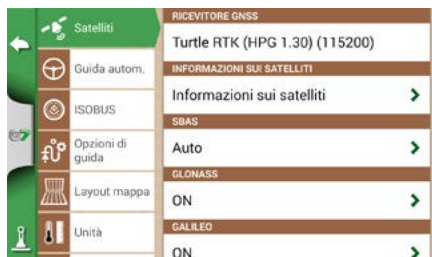 Satelliti
Guida autom.
ISOBUS
Opzioni di
guida
Layout mappa
Unità
RICEVITORE GNSS
Turtle RTK (HPG 1.30) (115200)
INFORMAZIONI SUI SATELLITI
Informazioni sui satelliti
SBAS
Auto
GLONASS
ON
GALILEO
ON